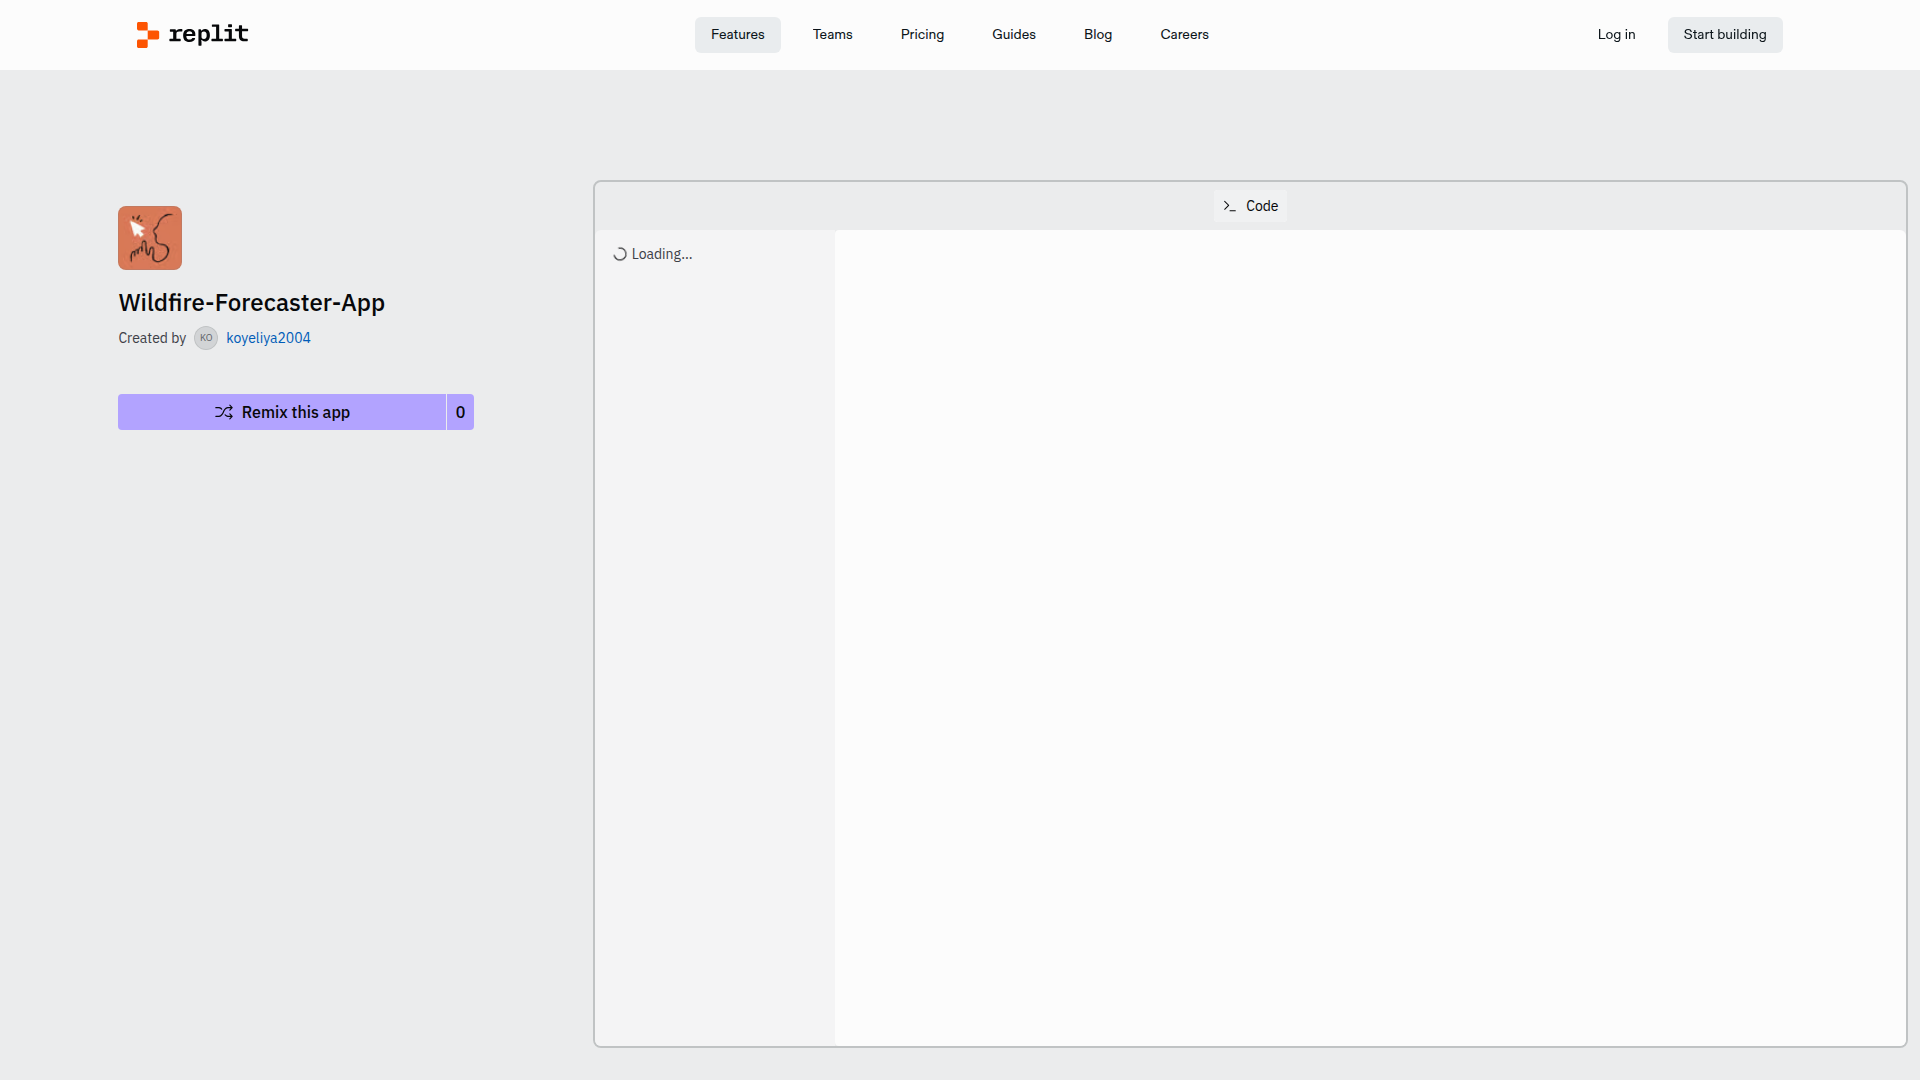 replit
Features
Teams
Pricing
Guides
Blog
Careers
Log in
Start building
Wildfire-Forecaster-App
Created by KO koyeliya2004
Remix this app 0
Code
Loading...